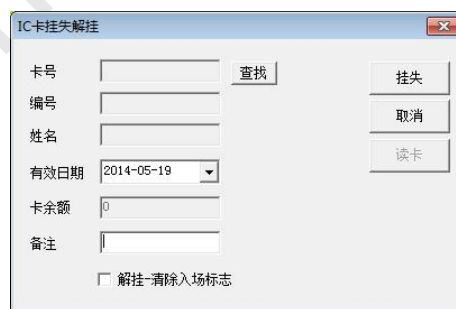 IC卡挂失解挂
卡号 查找 挂失
编号 取消
姓名
读卡
有效日期 2014-05-19
卡余额 0
备注
解挂-清除入场标志